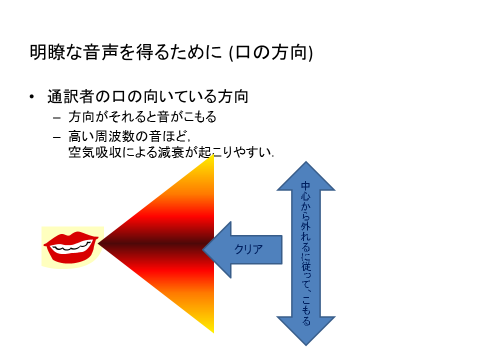 明瞭な音声を得るために (口の方向)
• 通訳者の口の向いている方向
– 方向がそれると音がこもる
– 高い周波数の音ほど,
空気吸収による減衰が起こりやすい.
クリア
中心から外れるに従って、こもる